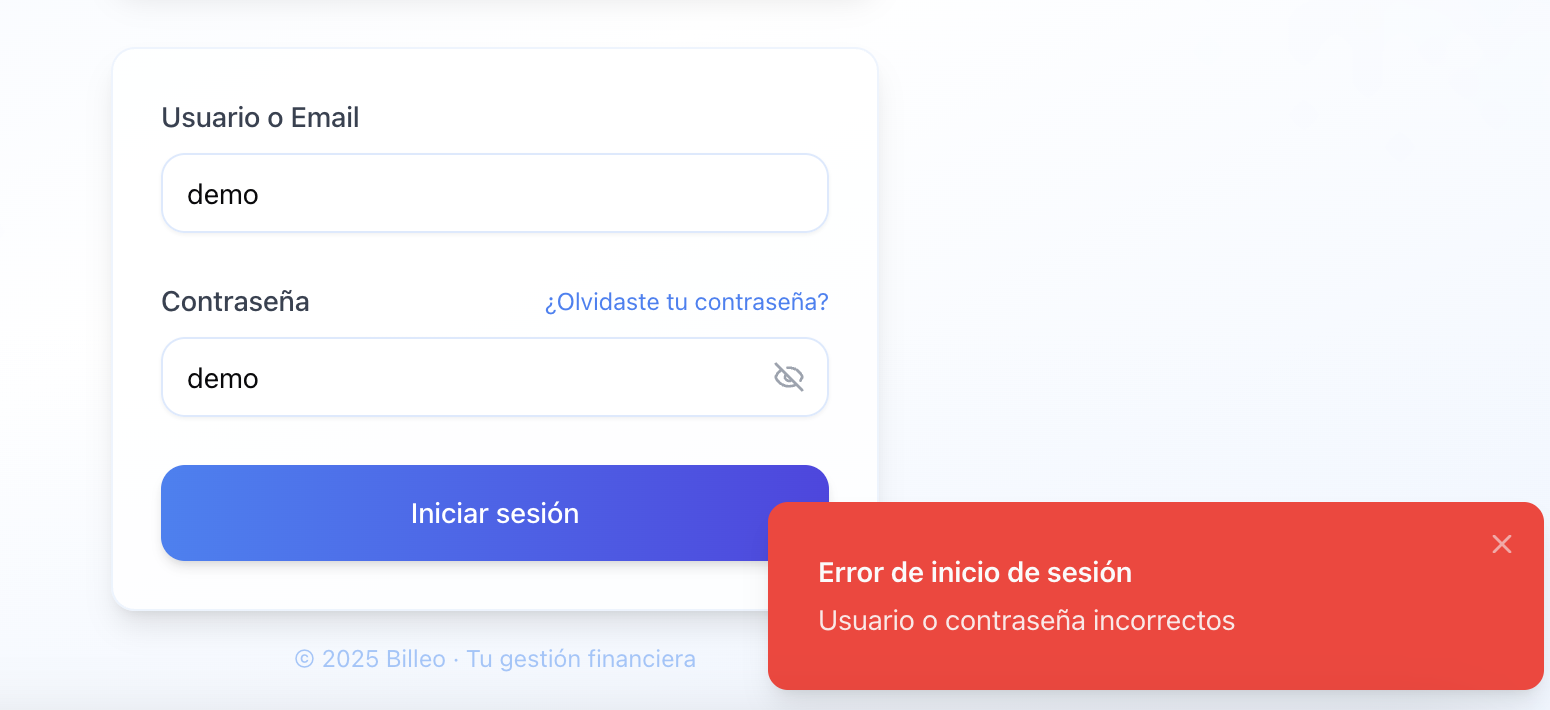 Usuario o Email
demo
Contraseña
¿Olvidaste tu contraseña?
demo
Iniciar sesión
Error de inicio de sesión
Usuario o contraseña incorrectos
© 2025 Billeo · Tu gestión financiera